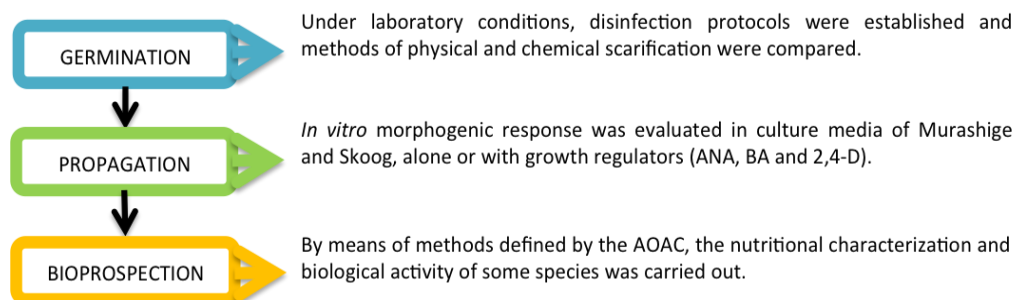 GERMINATION
Under laboratory conditions, disinfection protocols were established and
methods of physical and chemical scarification were compared.
PROPAGATION
In vitro morphogenic response was evaluated in culture media of Murashige
and Skoog, alone or with growth regulators (ANA, BA and 2,4-D).
BIOPROSPECTION
By means of methods defined by the AOAC, the nutritional characterization and
biological activity of some species was carried out.